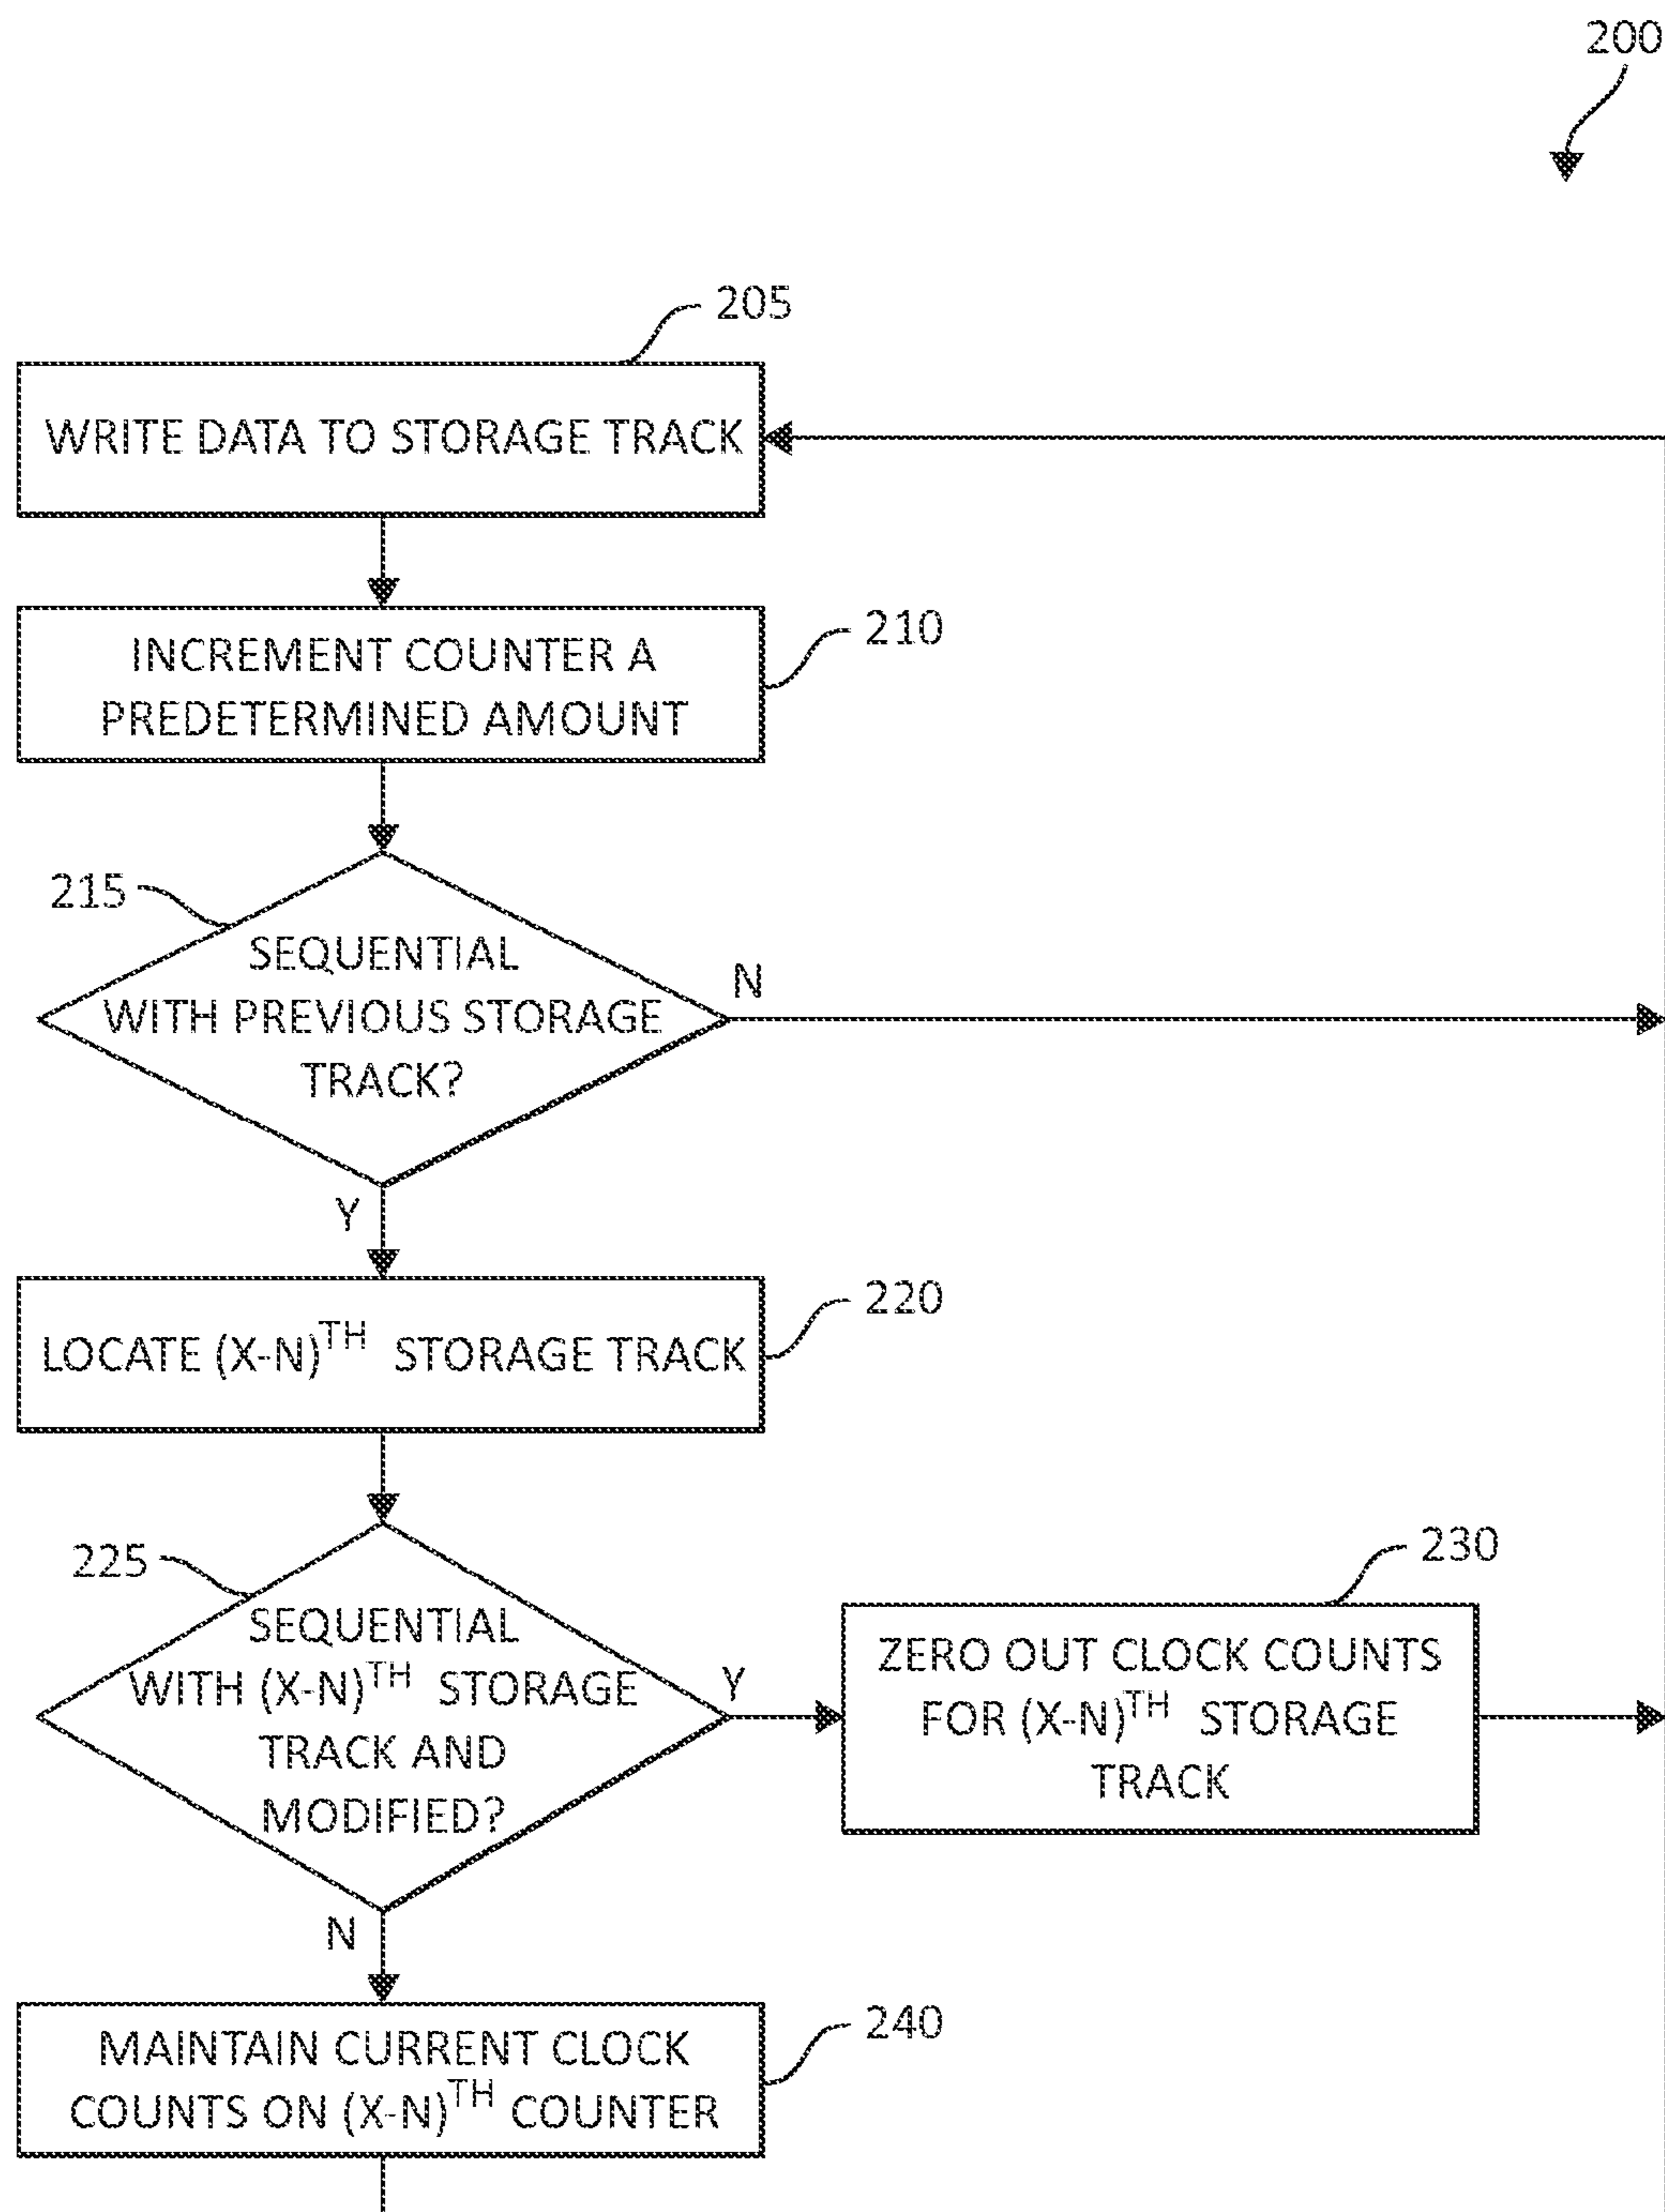 200
205
WRITE DATA TO STORAGE TRACK
210
INCREMENT COUNTER A
PREDETERMINED AMOUNT
215
SEQUENTIAL
WITH PREVIOUS STORAGE
TRACK?
N
Y
220
LOCATE (X-N)TH STORAGE TRACK
225
SEQUENTIAL
WITH (X-N)TH STORAGE
TRACK AND
MODIFIED?
Y
230
ZERO OUT CLOCK COUNTS
FOR (X-N)TH STORAGE
TRACK
N
240
MAINTAIN CURRENT CLOCK
COUNTS ON (X-N)TH COUNTER